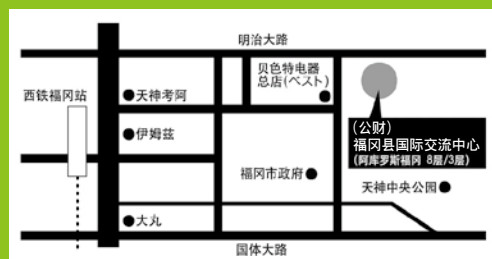 明治大路
贝色特电器
总店(ベスト)
西铁福冈站
天神考阿
(公财)
福冈县国际交流中心
(阿库罗斯福冈 8层/3层)
伊姆兹
福冈市政府
天神中央公园
大丸
国体大路